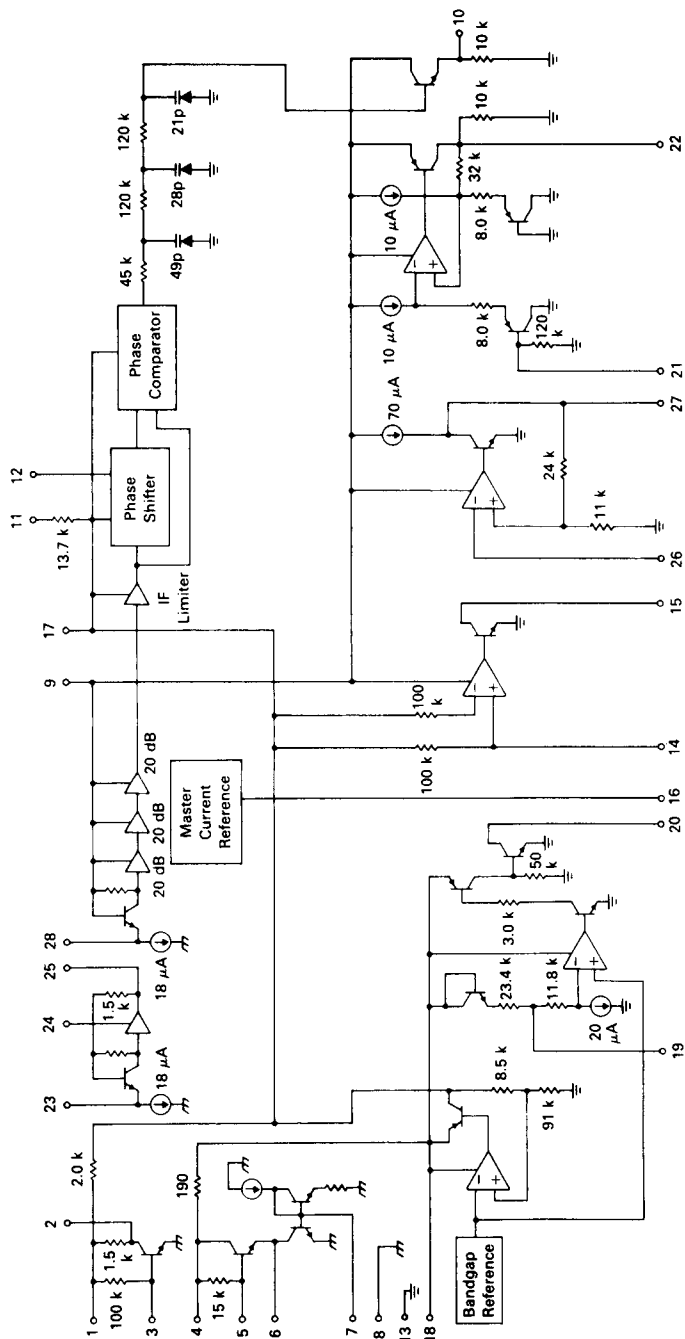 1
100 k
3
1.5
k
2
2.0 k
4
190
15 k
5
6
7
8
13
18
Bandgap
Reference
8.5 k
91 k
19
23.4 k
11.8 k
20
µA
3.0 k
50
k
20
23
18 µA
24
1.5
k
25
28
18 µA
20 dB
20 dB
20 dB
Master
Current
Reference
16
9
17
100
k
100 k
14
15
IF
Limiter
13.7 k
11
12
Phase
Shifter
Phase
Comparator
45 k
49p
120 k
28p
120 k
21p
26
11 k
24 k
27
70 µA
10 µA
8.0 k
120
k
21
10 µA
8.0 k
32 k
22
10 k
10
10 k
−
+
−
+
−
+
−
+
−
+